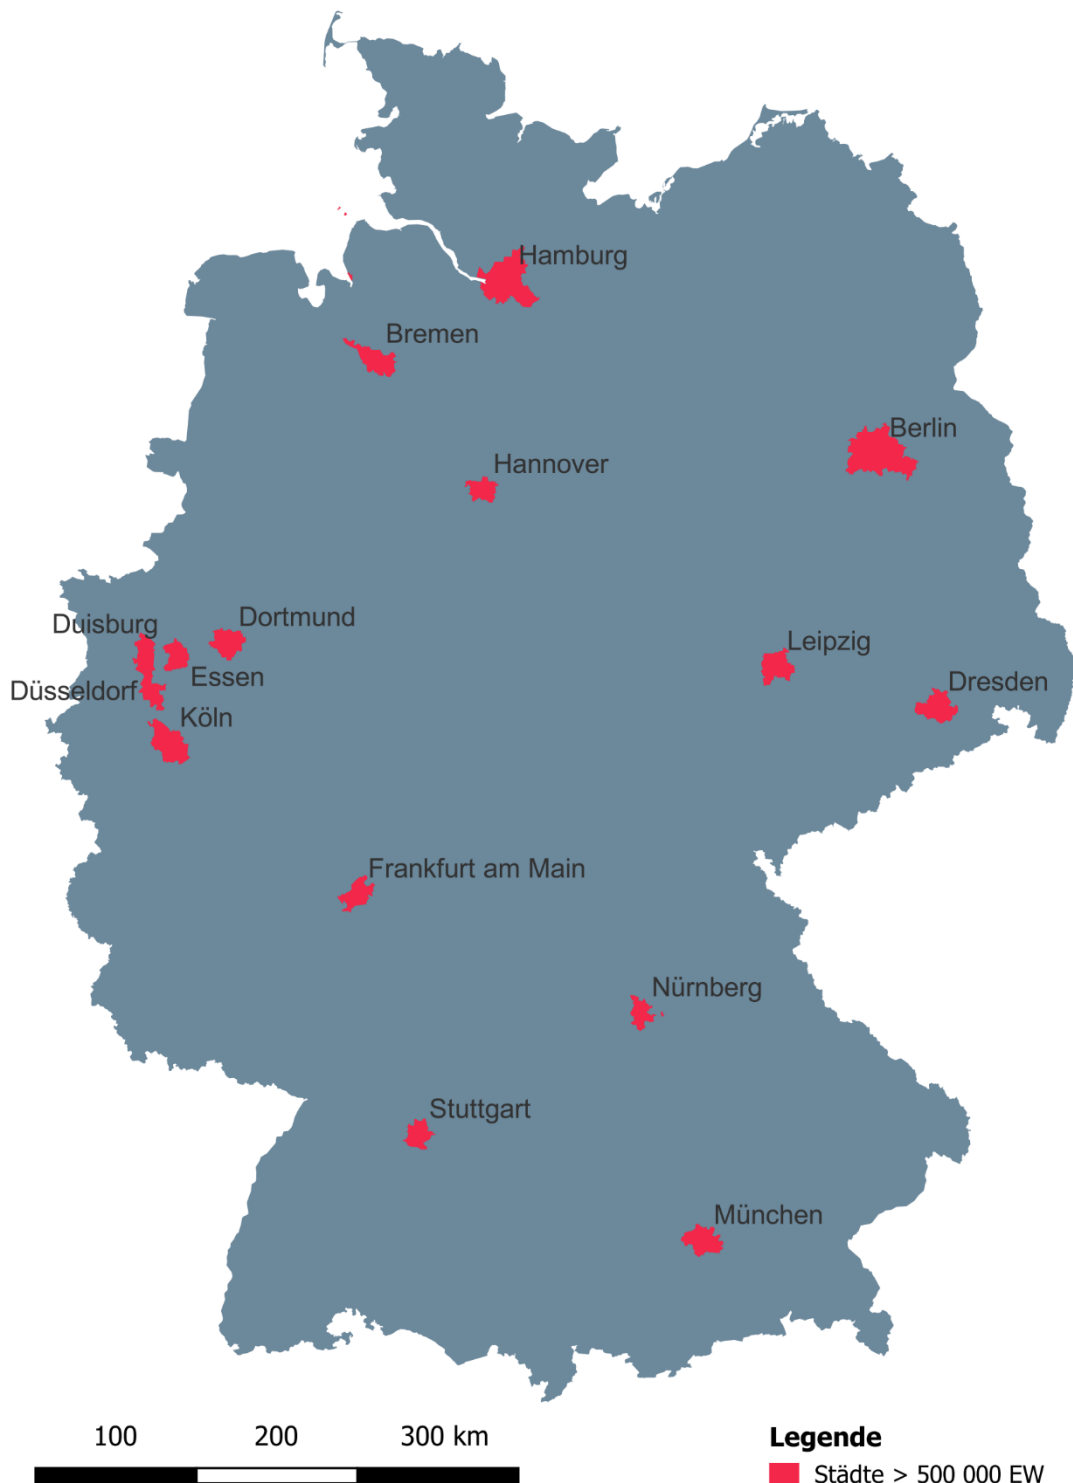 Hamburg
Bremen
Berlin
Hannover
Dortmund
Duisburg
Essen
Leipzig
Düsseldorf
Dresden
Köln
Frankfurt am Main
Nürnberg
Stuttgart
München
100 200 300 km
Legende
Städte > 500 000 EW